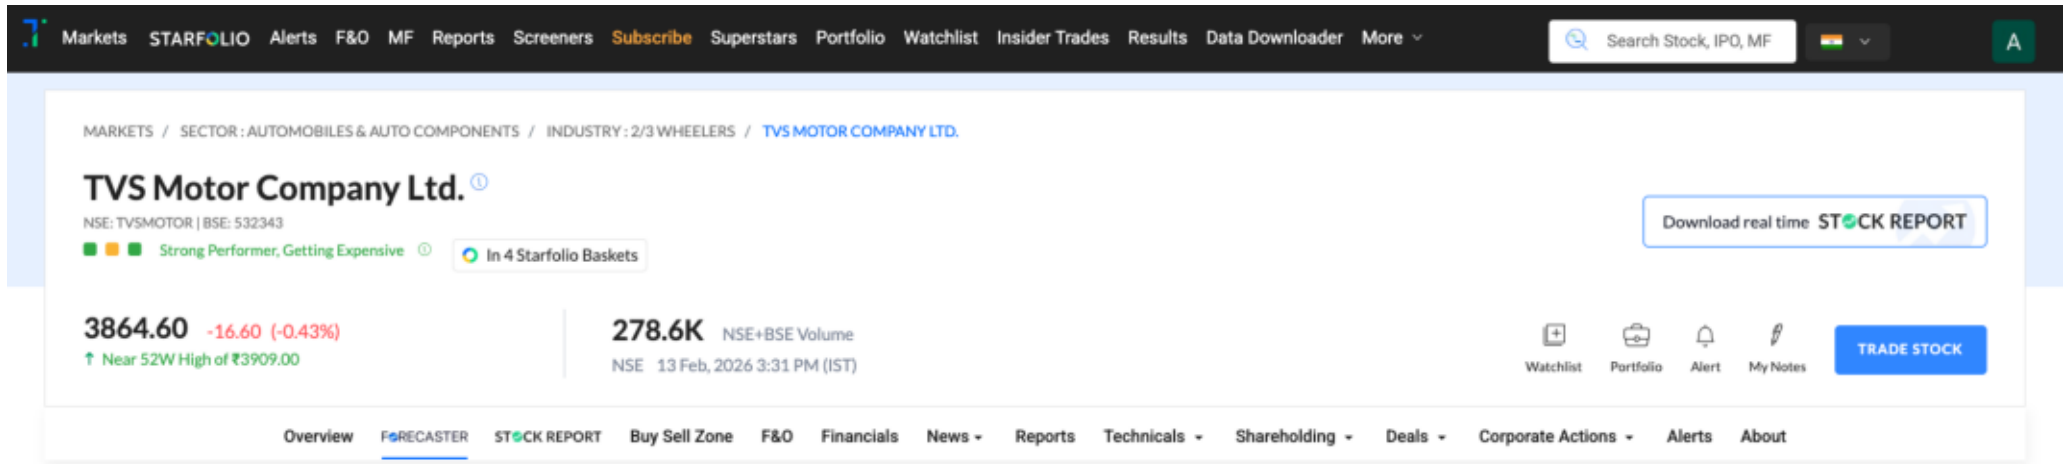 Markets STARFOLIO Alerts F&O MF Reports Screeners Subscribe Superstars Portfolio Watchlist Insider Trades Results Data Downloader More Search Stock, IPO, MF A
MARKETS / SECTOR : AUTOMOBILES & AUTO COMPONENTS / INDUSTRY : 2/3 WHEELERS / TVS MOTOR COMPANY LTD.
TVS Motor Company Ltd.
NSE: TVSMOTOR | BSE: 532343
Strong Performer, Getting Expensive In 4 Starfolio Baskets
Download real time STOCK REPORT
3864.60 -16.60 (-0.43%)
↑ Near 52W High of ₹3909.00
278.6K NSE+BSE Volume
NSE 13 Feb, 2026 3:31 PM (IST)
Watchlist Portfolio Alert My Notes TRADE STOCK
Overview FORECASTER STOCK REPORT Buy Sell Zone F&O Financials News Reports Technicals Shareholding Deals Corporate Actions Alerts About